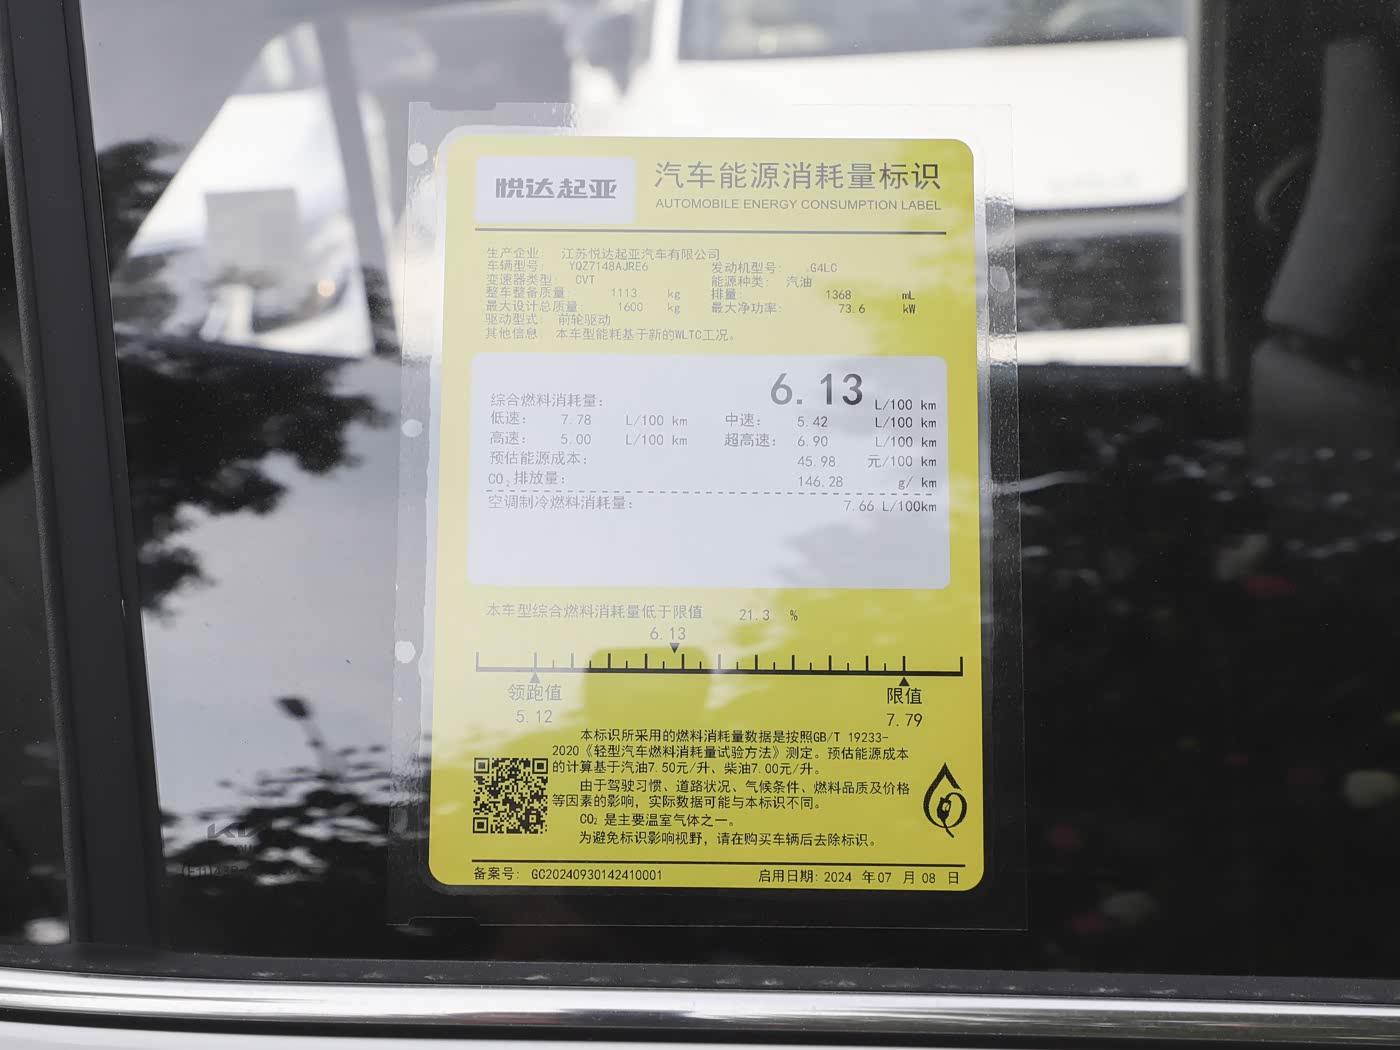 悦达起亚
汽车能源消耗量标识
AUTOMOBILE ENERGY CONSUMPTION LABEL
生产企业: 江苏悦达起亚汽车有限公司
车辆型号: YQZ7148AJRE6 发动机型号: G4LC
变速器类型: CVT 能源种类: 汽油
整车整备质量: 1113 kg 排量: 1368 mL
最大设计总质量: 1600 kg 最大净功率: 73.6 kW
驱动型式: 前轮驱动
其他信息: 本车型能耗基于新的WLTC工况。
综合燃料消耗量: 6.13 L/100 km
低速: 7.78 L/100 km 中速: 5.42 L/100 km
高速: 5.00 L/100 km 超高速: 6.90 L/100 km
预估能源成本: 45.98 元/100 km
CO₂排放量: 146.28 g/ km
空调制冷燃料消耗量: 7.66 L/100km
本车型综合燃料消耗量低于限值 21.3 %
6.13
领跑值 限值
5.12 7.79
本标识所采用的燃料消耗量数据是按照GB/T 19233-
2020《轻型汽车燃料消耗量试验方法》测定。预估能源成本
的计算基于汽油7.50元/升、柴油7.00元/升。
由于驾驶习惯、道路状况、气候条件、燃料品质及价格
等因素的影响，实际数据可能与本标识不同。
CO₂ 是主要温室气体之一。
为避免标识影响视野，请在购买车辆后去除标识。
备案号: GC20240930142410001 启用日期: 2024 年 07 月 08 日
KIA